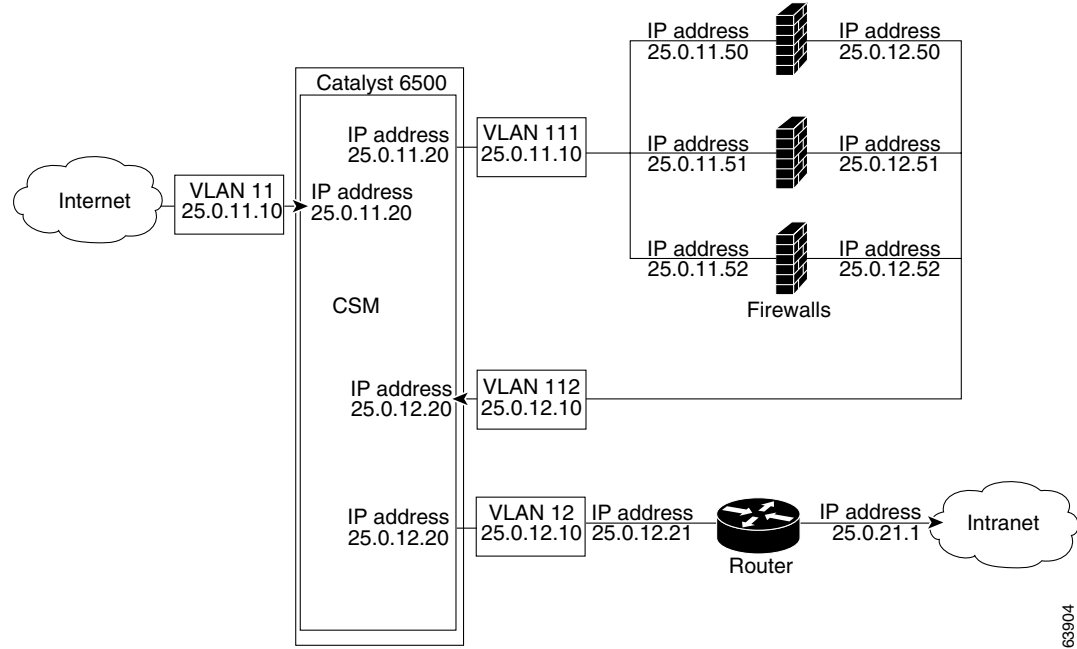 IP address
25.0.11.50
IP address
25.0.12.50
Catalyst 6500
IP address
25.0.11.20
VLAN 111
25.0.11.10
IP address
25.0.11.51
IP address
25.0.12.51
Internet
VLAN 11
25.0.11.10
IP address
25.0.11.20
IP address
25.0.11.52
IP address
25.0.12.52
Firewalls
CSM
IP address
25.0.12.20
VLAN 112
25.0.12.10
IP address
25.0.12.20
VLAN 12
25.0.12.10
IP address
25.0.12.21
Router
IP address
25.0.21.1
Intranet
63904